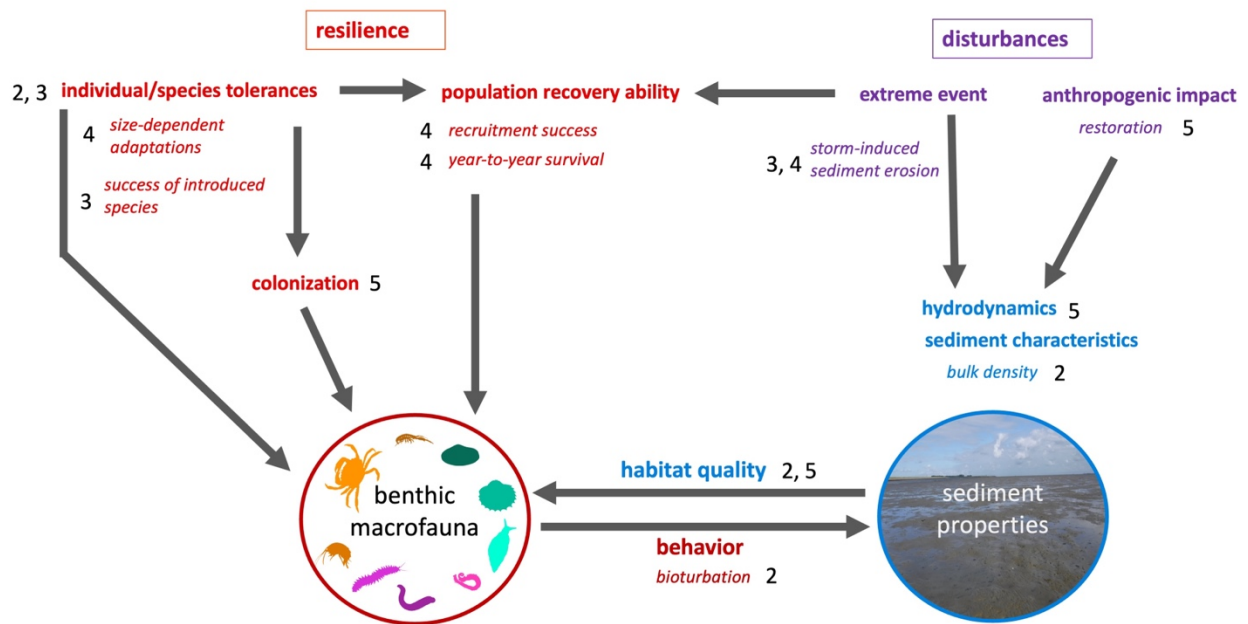 resilience
disturbances
2, 3 individual/species tolerances
population recovery ability
extreme event
anthropogenic impact
4 size-dependent
adaptations
3 success of introduced
species
4 recruitment success
4 year-to-year survival
3, 4 storm-induced
sediment erosion
restoration 5
colonization 5
hydrodynamics 5
sediment characteristics
bulk density 2
benthic
macrofauna
habitat quality 2, 5
behavior
bioturbation 2
sediment
properties